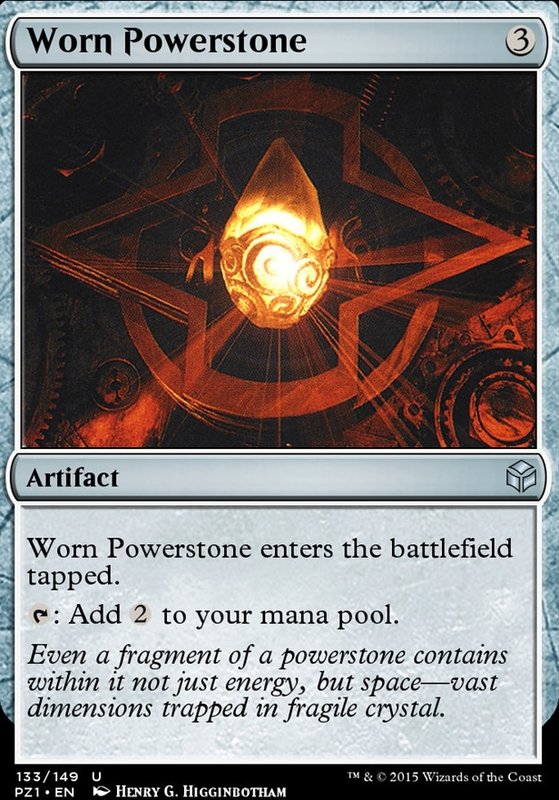 Worn Powerstone 3
Artifact
Worn Powerstone enters the battlefield
tapped.
: Add 2 to your mana pool.
Even a fragment of a powerstone contains
within it not just energy, but space—vast
dimensions trapped in fragile crystal.
133/149 U
PZ1 • EN Henry G. Higginbotham
™ & © 2015 Wizards of the Coast